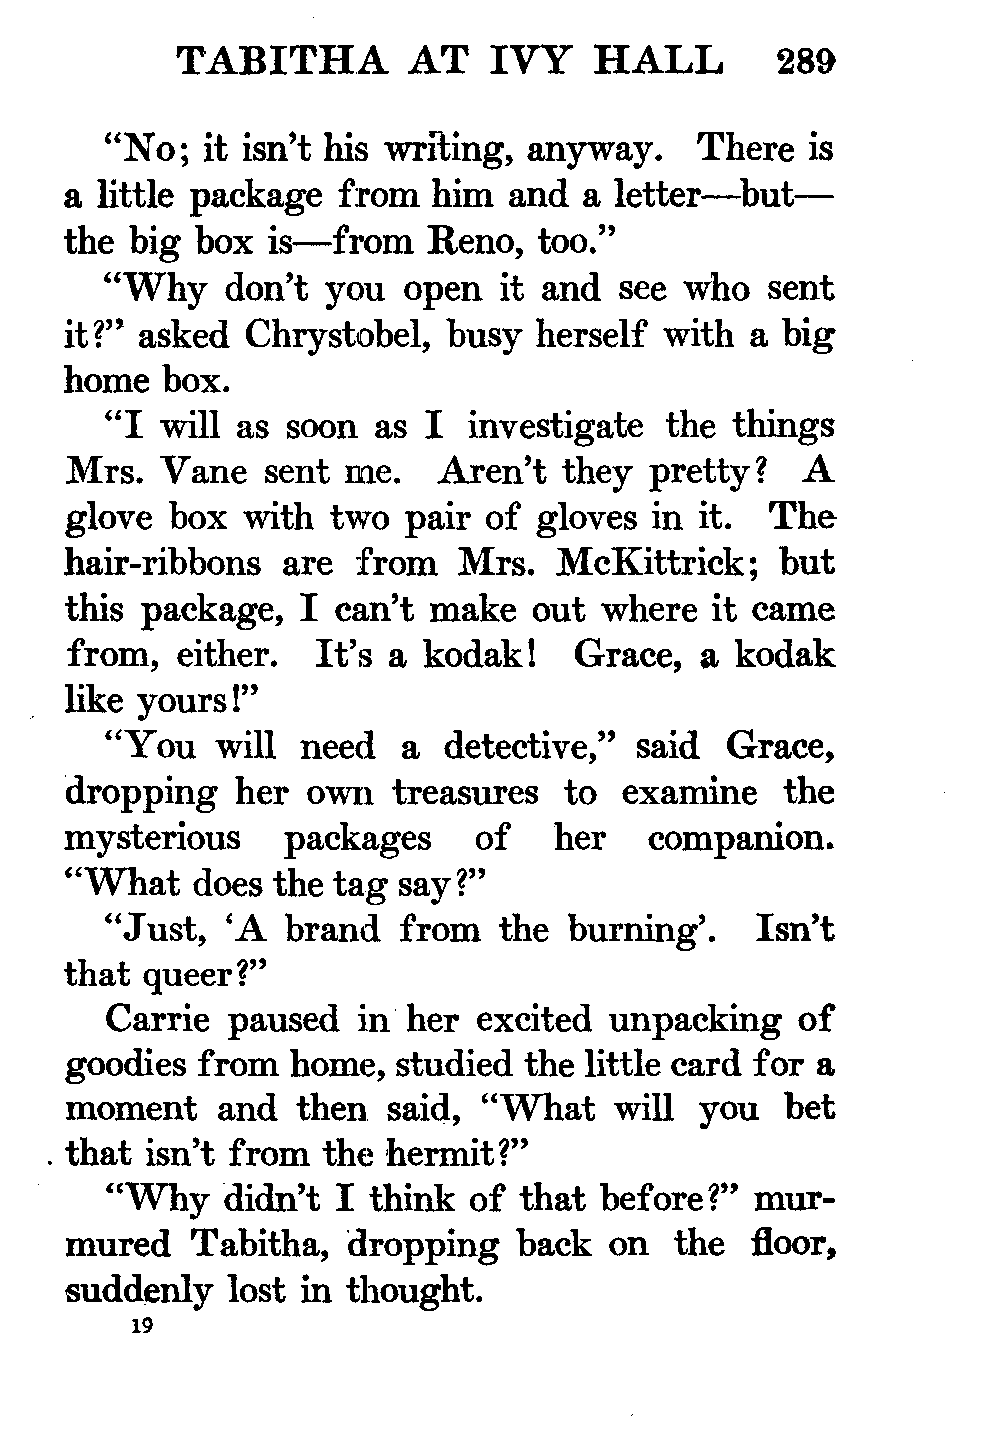 TABITHA AT IVY HALL 289
“No; it isn’t his writing, anyway. There is
a little package from him and a letter—but—
the big box is—from Reno, too.”
“Why don’t you open it and see who sent
it?” asked Chrystobel, busy herself with a big
home box.
“I will as soon as I investigate the things
Mrs. Vane sent me. Aren’t they pretty? A
glove box with two pair of gloves in it. The
hair-ribbons are from Mrs. McKittrick; but
this package, I can’t make out where it came
from, either. It’s a kodak! Grace, a kodak
like yours!”
“You will need a detective,” said Grace,
dropping her own treasures to examine the
mysterious packages of her companion.
“What does the tag say?”
“Just, ‘A brand from the burning’. Isn’t
that queer?”
Carrie paused in her excited unpacking of
goodies from home, studied the little card for a
moment and then said, “What will you bet
that isn’t from the hermit?”
“Why didn’t I think of that before?” mur-
mured Tabitha, dropping back on the floor,
suddenly lost in thought.
19